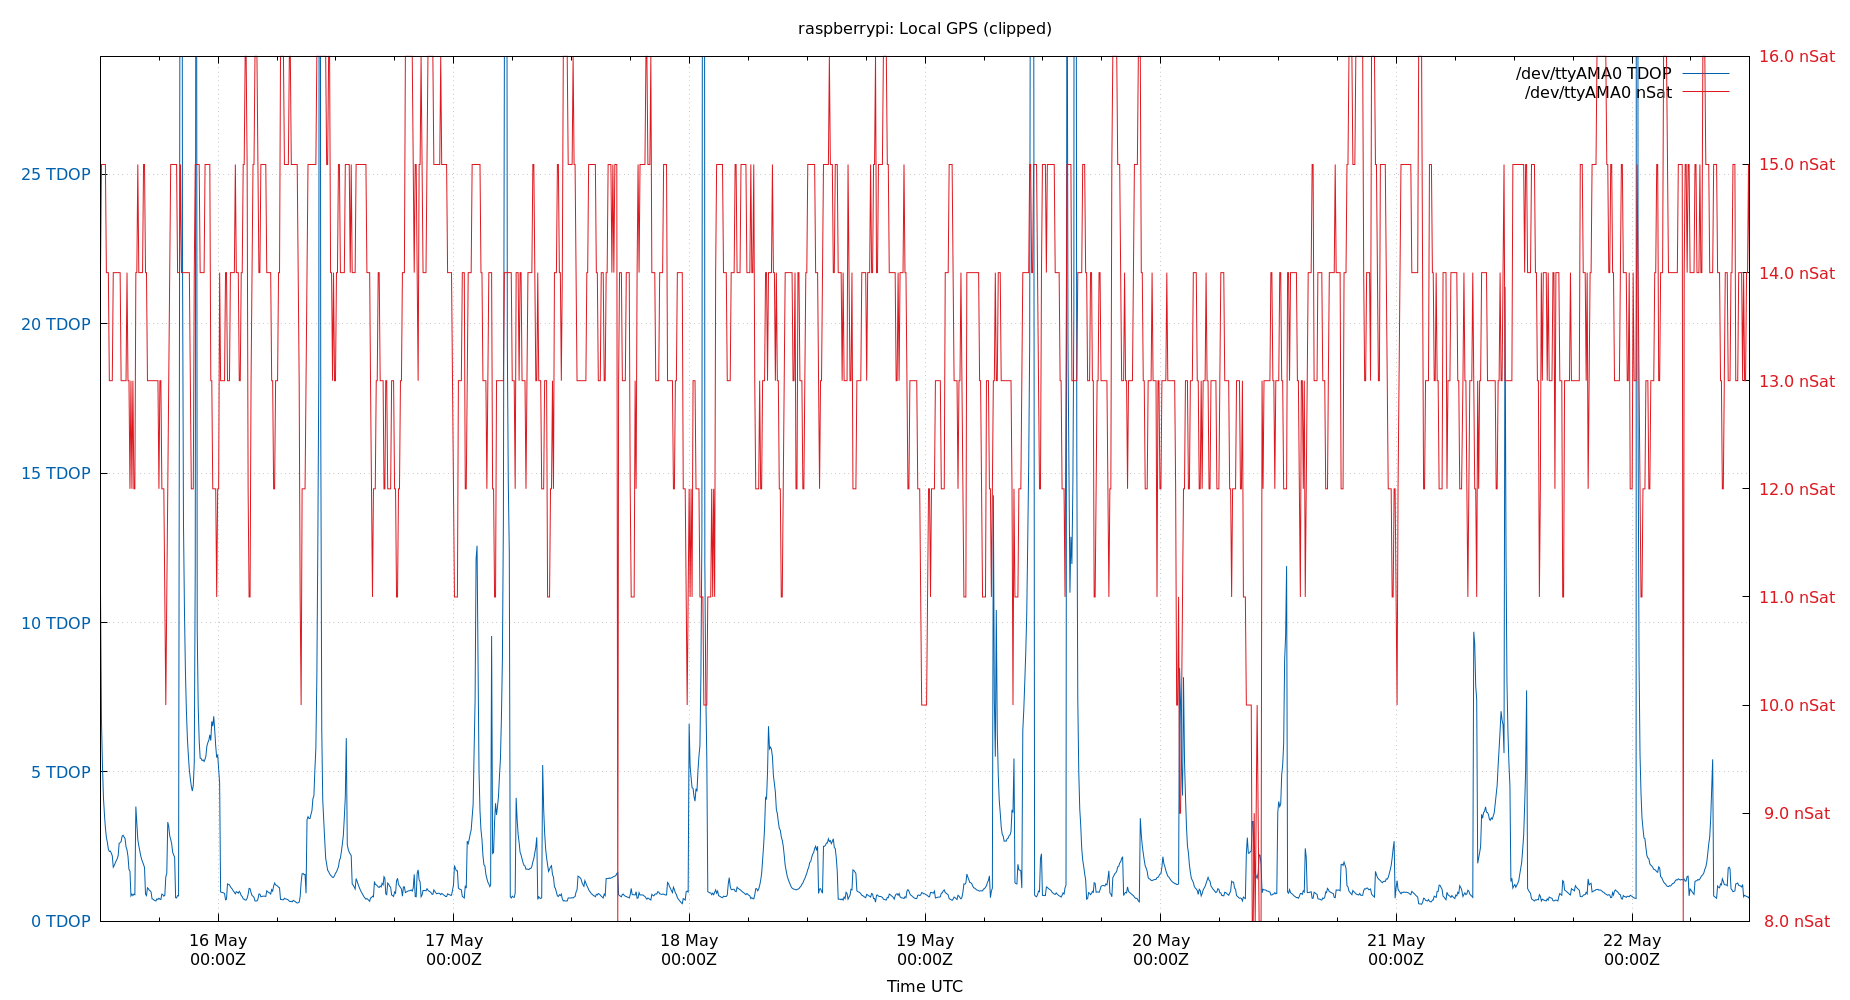 raspberrypi: Local GPS (clipped)
/dev/ttyAMA0 TDOP
/dev/ttyAMA0 nSat
25 TDOP
20 TDOP
15 TDOP
10 TDOP
5 TDOP
0 TDOP
16.0 nSat
15.0 nSat
14.0 nSat
13.0 nSat
12.0 nSat
11.0 nSat
10.0 nSat
9.0 nSat
8.0 nSat
16 May
00:00Z
17 May
00:00Z
18 May
00:00Z
19 May
00:00Z
20 May
00:00Z
21 May
00:00Z
22 May
00:00Z
Time UTC